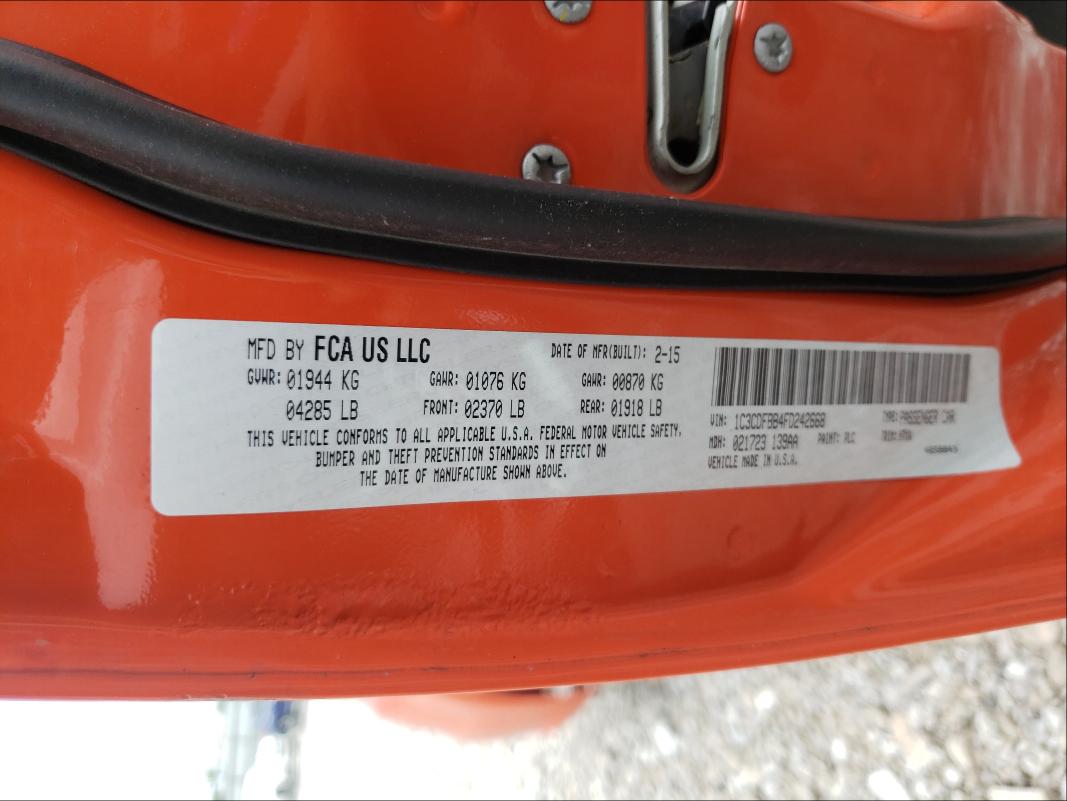 MFD BY FCA US LLC DATE OF MFR(BUILT): 2-15
GVWR: 01944 KG GAWR: 01076 KG GAWR: 00870 KG
04285 LB FRONT: 02370 LB REAR: 01918 LB
THIS VEHICLE CONFORMS TO ALL APPLICABLE U.S.A. FEDERAL MOTOR VEHICLE SAFETY,
BUMPER AND THEFT PREVENTION STANDARDS IN EFFECT ON
THE DATE OF MANUFACTURE SHOWN ABOVE.
VIN: 1C3CDFBB4FD242668 TYPE: PASSENGER CAR
MDH: 021723 139AA PAINT: PLC TRIM:
VEHICLE MADE IN U.S.A.